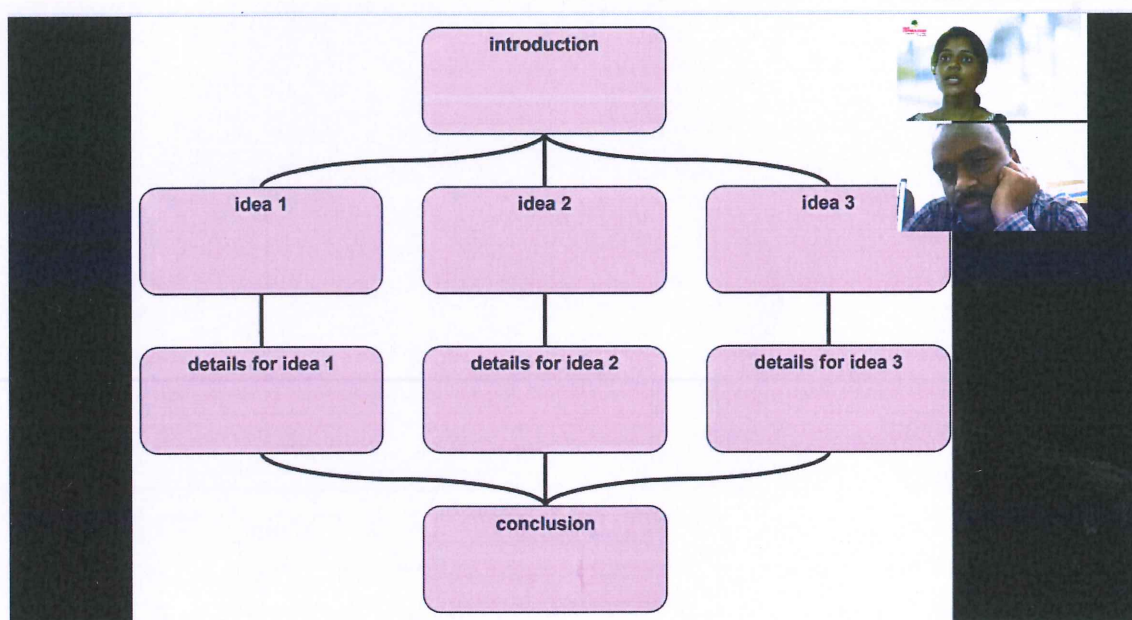 introduction
idea 1
idea 2
idea 3
details for idea 1
details for idea 2
details for idea 3
conclusion